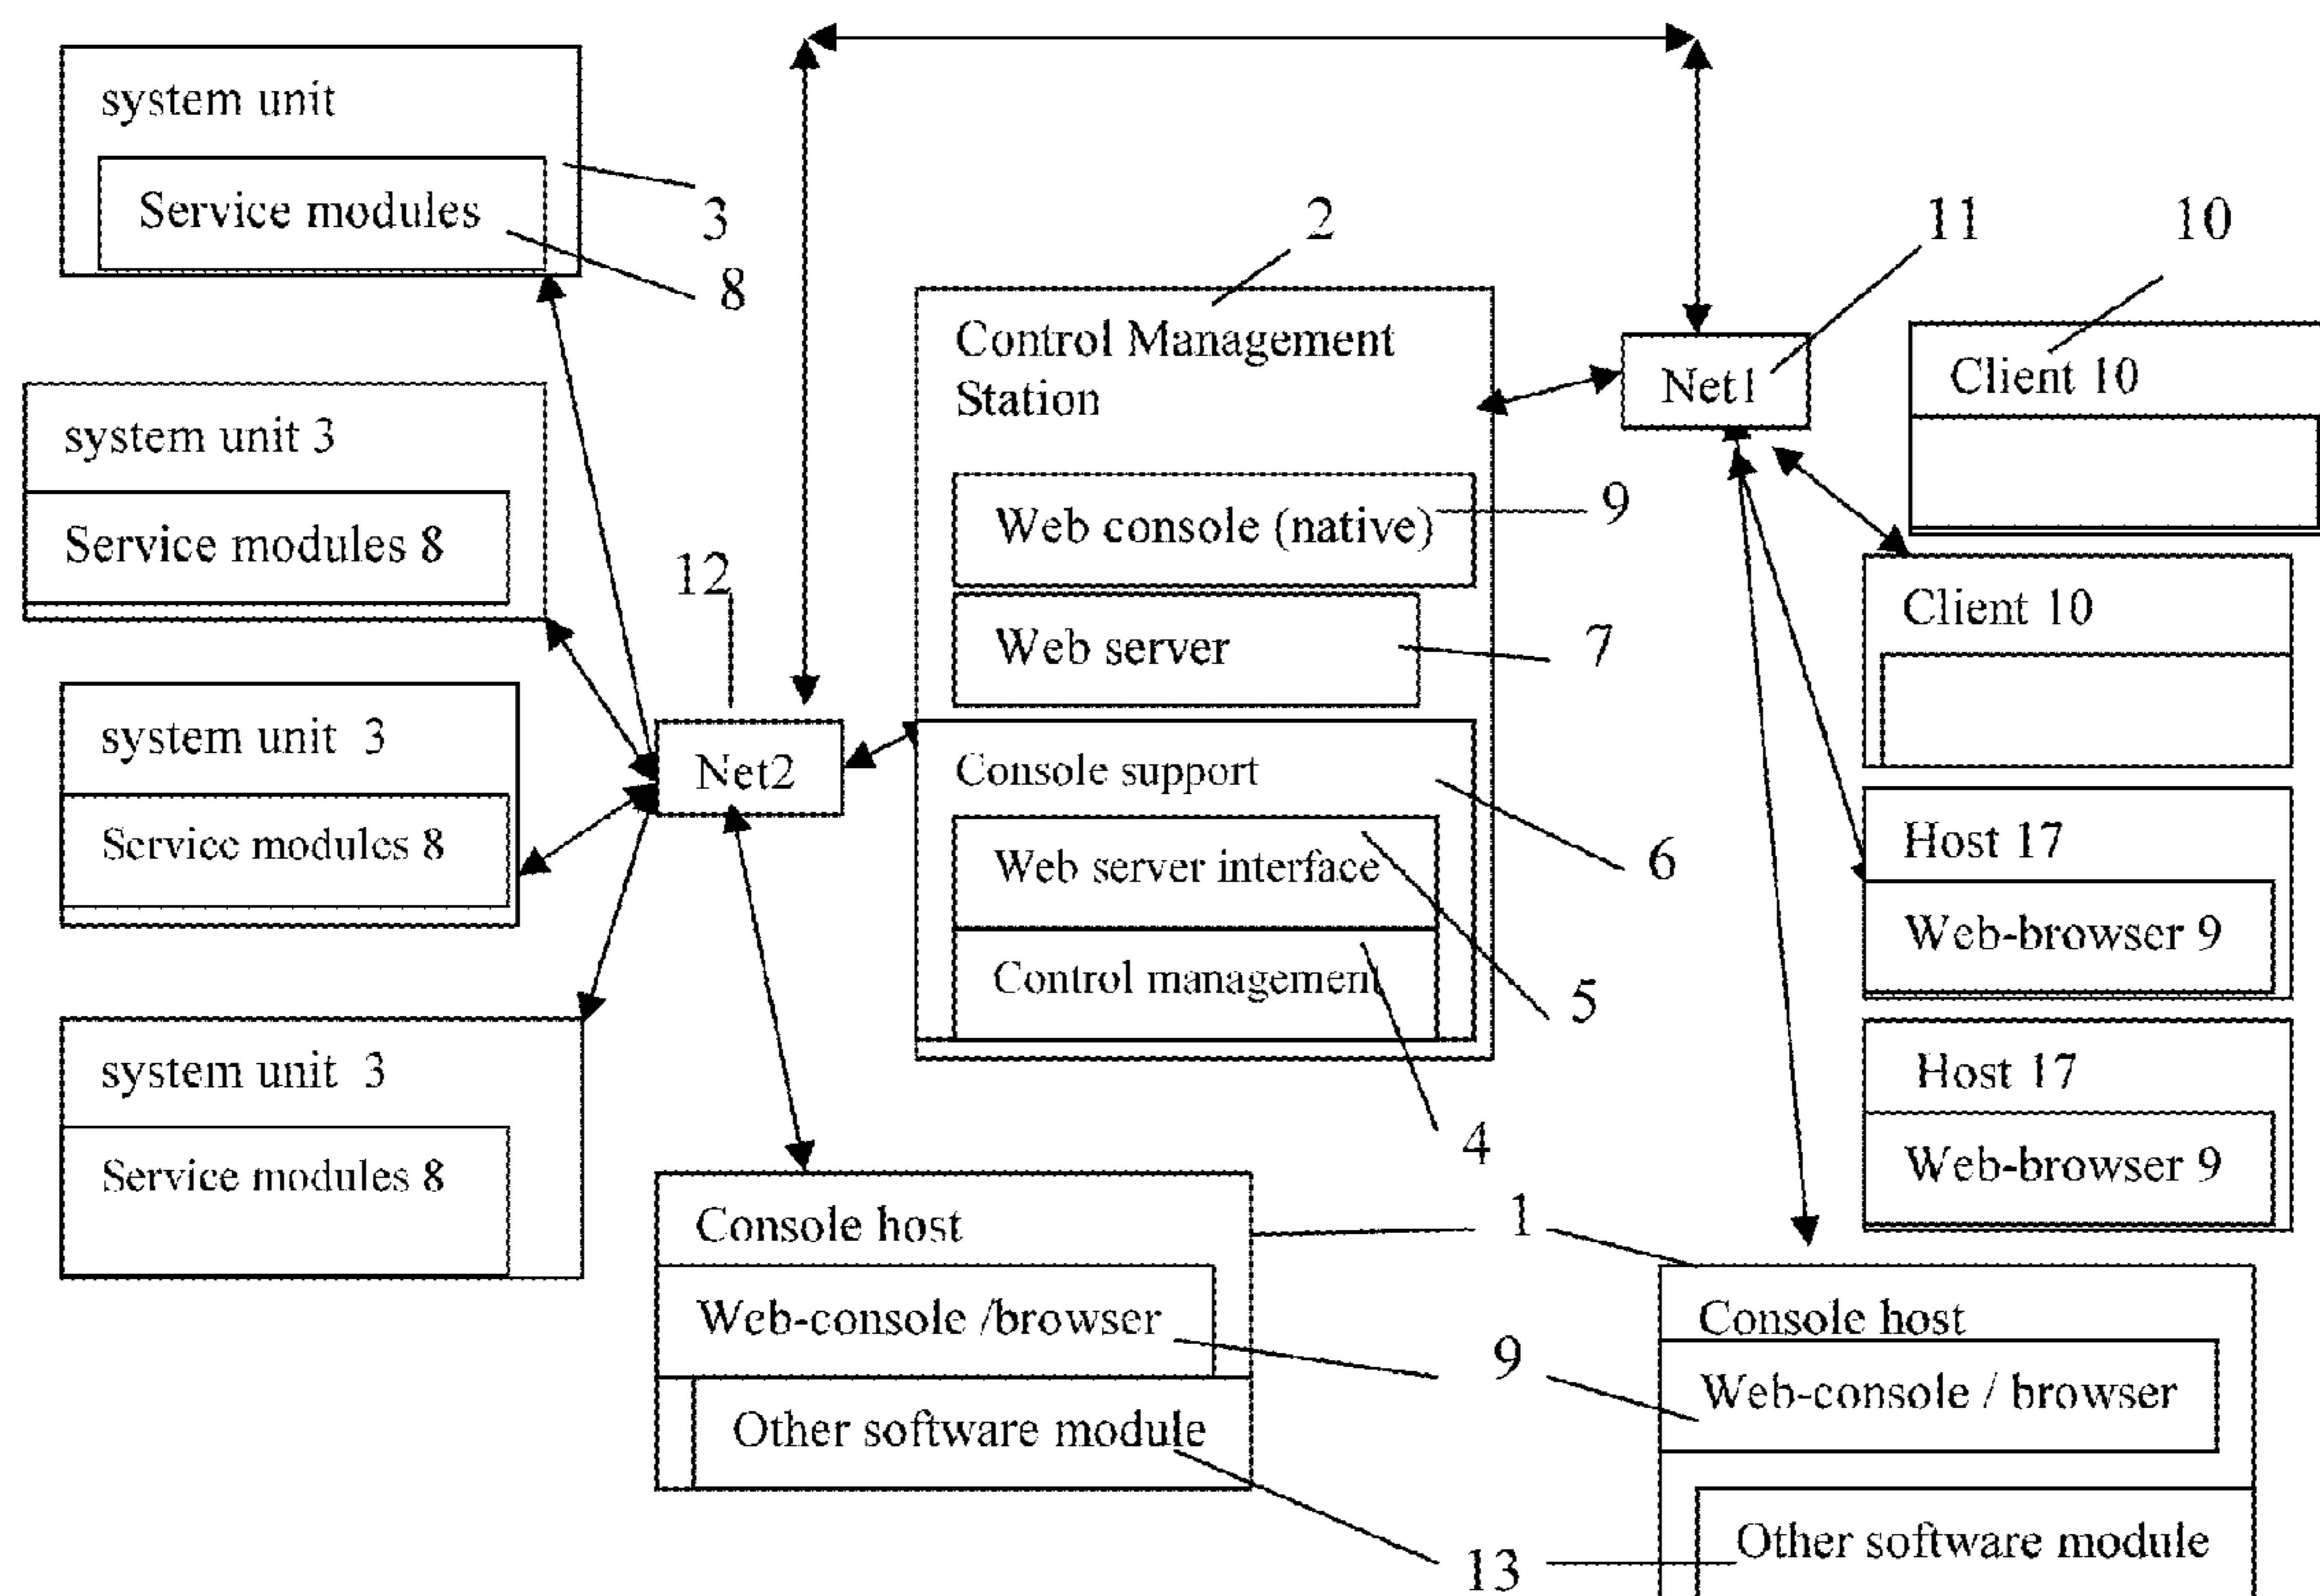 system unit
Service modules
3
8
system unit 3
Service modules 8
system unit 3
Service modules 8
system unit 3
Service modules 8
12
Net2
2
Control Management
Station
Web console (native)
9
Web server
7
Console support
6
Web server interface
5
Control management
4
11
Net1
10
Client 10
Client 10
Host 17
Web-browser 9
Host 17
Web-browser 9
Console host
1
Web-console /browser
9
Other software module
13
Console host
Web-console / browser
Other software module